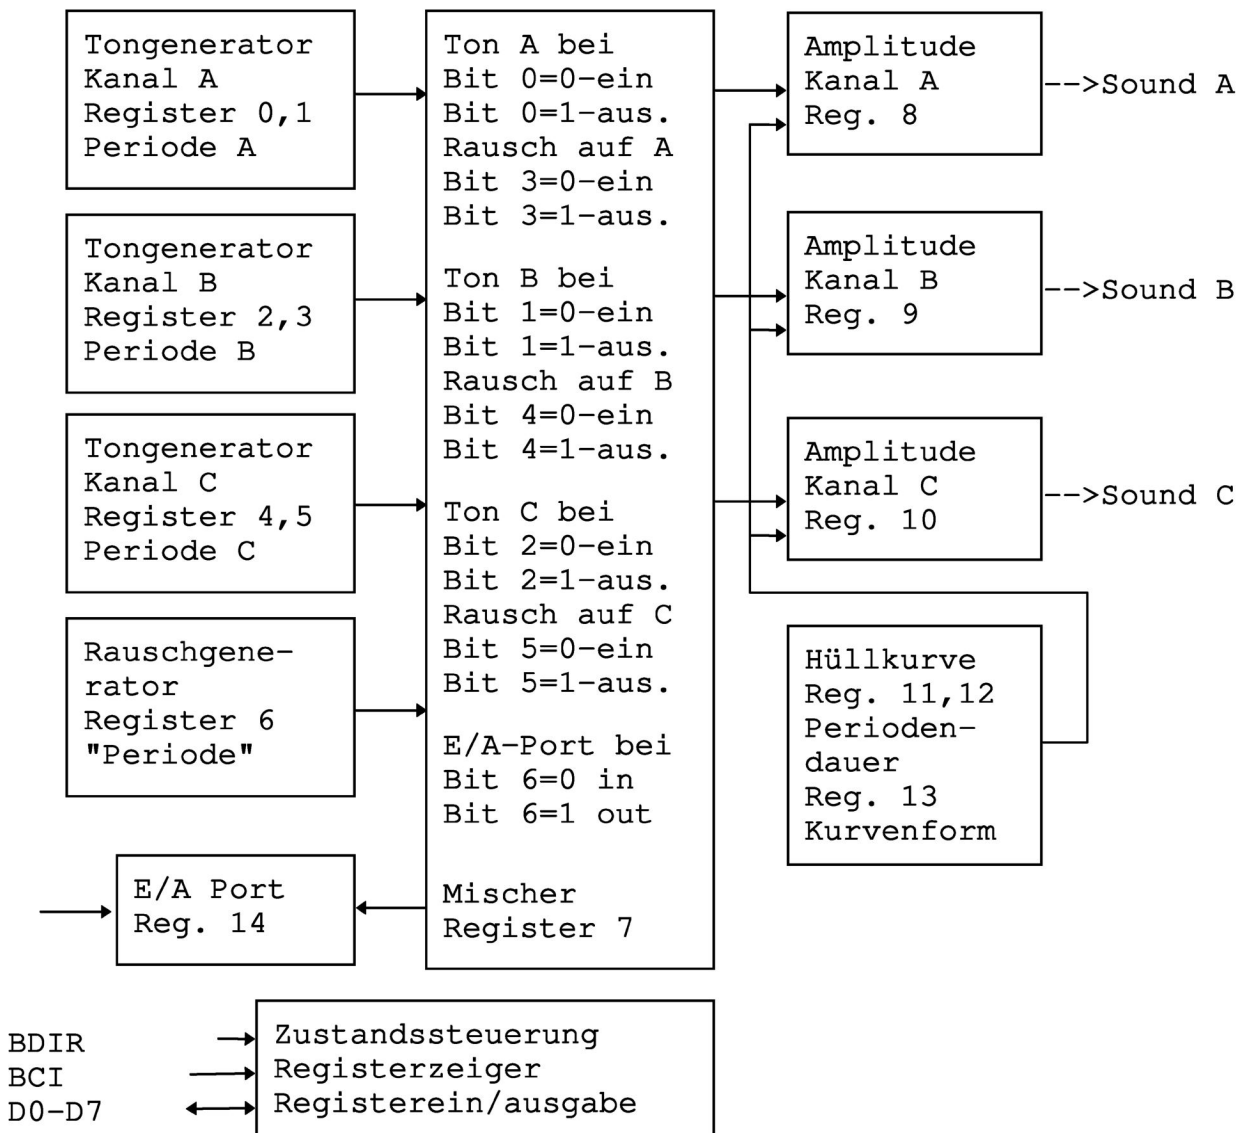 Tongenerator
Kanal A
Register 0,1
Periode A
Tongenerator
Kanal B
Register 2,3
Periode B
Tongenerator
Kanal C
Register 4,5
Periode C
Rauschgene-
rator
Register 6
"Periode"
E/A Port
Reg. 14
Ton A bei
Bit 0=0-ein
Bit 0=1-aus.
Rausch auf A
Bit 3=0-ein
Bit 3=1-aus.
Ton B bei
Bit 1=0-ein
Bit 1=1-aus.
Rausch auf B
Bit 4=0-ein
Bit 4=1-aus.
Ton C bei
Bit 2=0-ein
Bit 2=1-aus.
Rausch auf C
Bit 5=0-ein
Bit 5=1-aus.
E/A-Port bei
Bit 6=0 in
Bit 6=1 out
Mischer
Register 7
Amplitude
Kanal A
Reg. 8
-->Sound A
Amplitude
Kanal B
Reg. 9
-->Sound B
Amplitude
Kanal C
Reg. 10
-->Sound C
Hüllkurve
Reg. 11,12
Perioden-
dauer
Reg. 13
Kurvenform
BDIR
BCI
D0-D7
Zustandssteuerung
Registerzeiger
Registerein/ausgabe